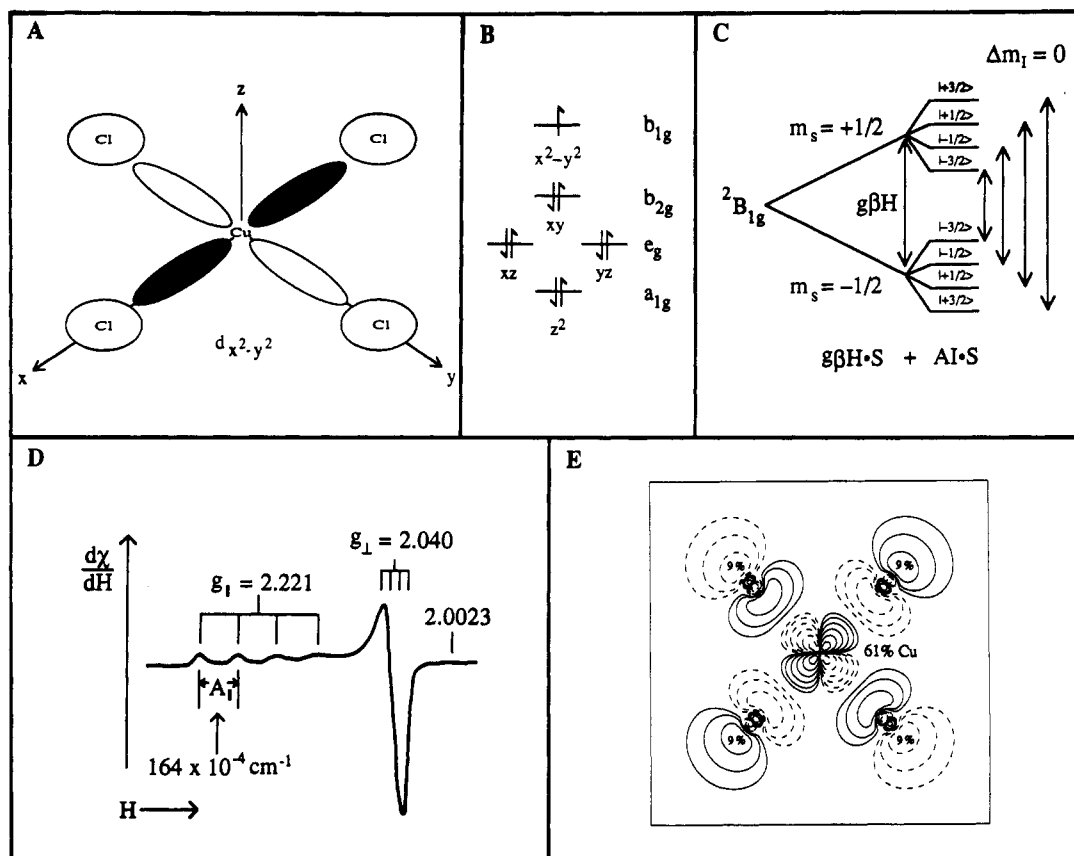 A
z
Cl
Cl
Cu
Cl
Cl
d x²-y²
x
y
B
b1g
x²-y²
b2g
xy
xz
yz
eg
a1g
z²
C
ΔmI = 0
|+3/2>
|+1/2>
|-1/2>
|-3/2>
ms = +1/2
²B1g
gβH
|-3/2>
|-1/2>
|+1/2>
|+3/2>
ms = -1/2
gβH•S + AI•S
D
dχ
dH
g⊥ = 2.040
g∥ = 2.221
2.0023
A∥
164 x 10⁻⁴ cm⁻¹
H
E
9%
9%
61% Cu
9%
9%